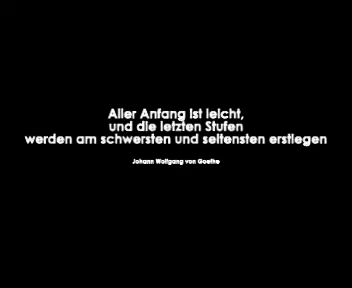 Aller Anfang ist leicht,
und die letzten Stufen
werden am schwersten und seltensten erstiegen
Johann Wolfgang von Goethe